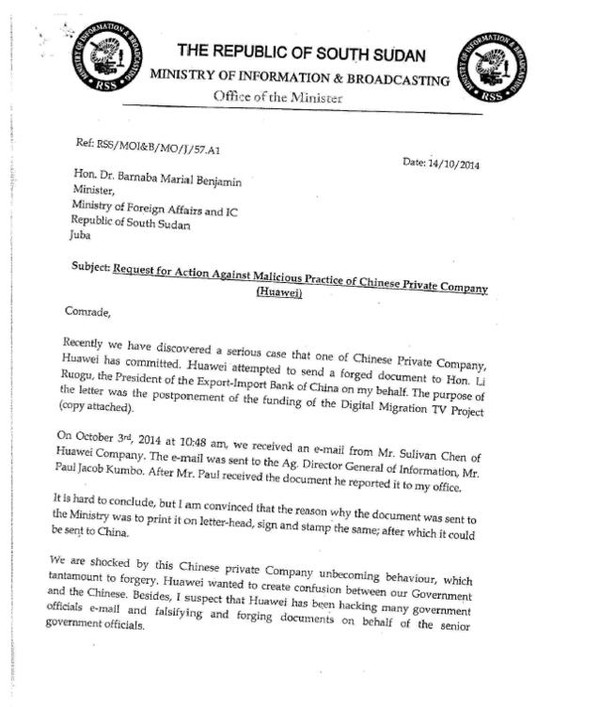 THE REPUBLIC OF SOUTH SUDAN
MINISTRY OF INFORMATION & BROADCASTING
Office of the Minister
MINISTRY OF INFORMATION & BROADCASTING
RSS
INFORMATION & BROADCASTING
RSS
Ref: RSS/MOI&B/MO/J/57.A1
Date: 14/10/2014
Hon. Dr. Barnaba Marial Benjamin
Minister,
Ministry of Foreign Affairs and IC
Republic of South Sudan
Juba
Subject: Request for Action Against Malicious Practice of Chinese Private Company
(Huawei)
Comrade,
Recently we have discovered a serious case that one of Chinese Private Company,
Huawei has committed. Huawei attempted to send a forged document to Hon. Li
Ruogu, the President of the Export-Import Bank of China on my behalf. The purpose of
the letter was the postponement of the funding of the Digital Migration TV Project
(copy attached).
On October 3rd, 2014 at 10:48 am, we received an e-mail from Mr. Sulivan Chen of
Huawei Company. The e-mail was sent to the Ag. Director General of Information, Mr.
Paul Jacob Kumbo. After Mr. Paul received the document he reported it to my office.
It is hard to conclude, but I am convinced that the reason why the document was sent to
the Ministry was to print it on letter-head, sign and stamp the same; after which it could
be sent to China.
We are shocked by this Chinese private Company unbecoming behaviour, which
tantamount to forgery. Huawei wanted to create confusion between our Government
and the Chinese. Besides, I suspect that Huawei has been hacking many government
officials e-mail and falsifying and forging documents on behalf of the senior
government officials.